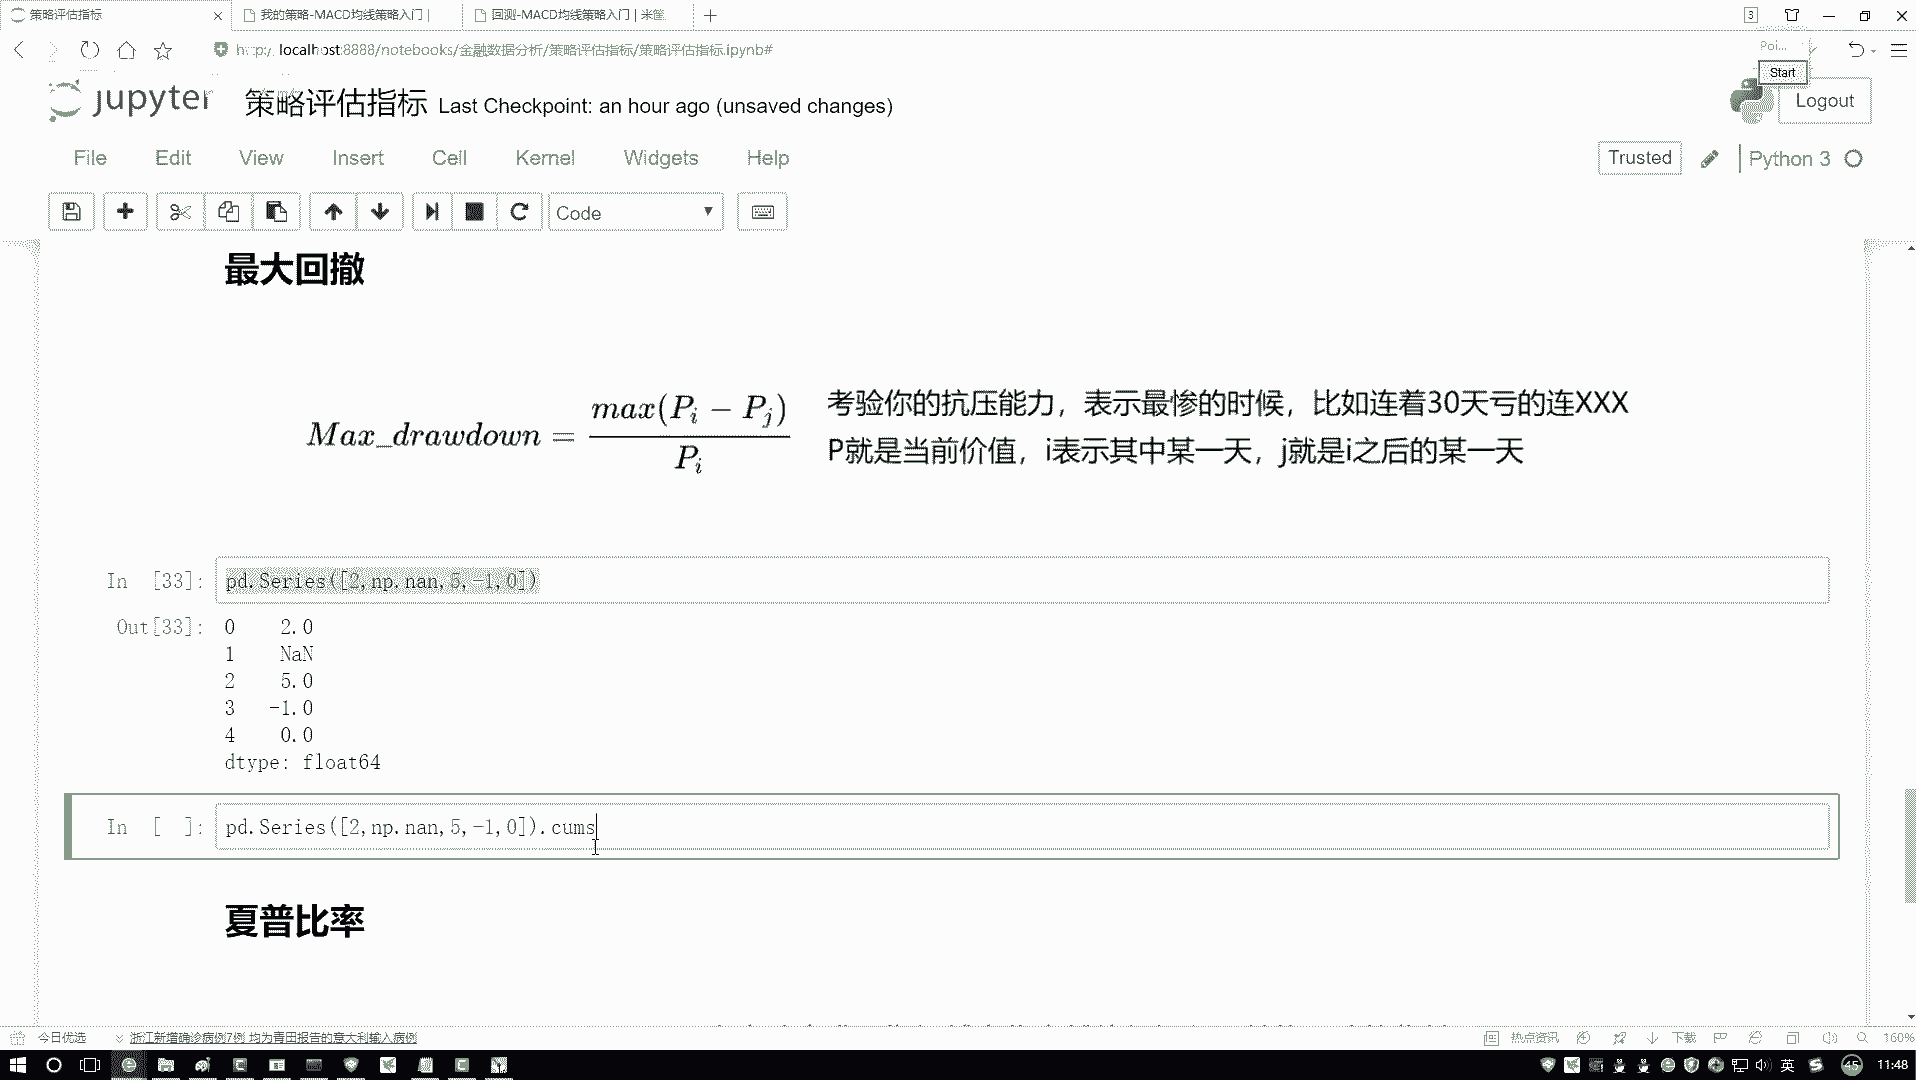 策略评估指标
我的策略-MACD均线策略入门 |
回测-MACD均线策略入门 | 米筐
3
http://localhost:8888/notebooks/金融数据分析/策略评估指标/策略评估指标.ipynb#
Poi...
Start
jupyter 策略评估指标 Last Checkpoint: an hour ago (unsaved changes)
Logout
File Edit View Insert Cell Kernel Widgets Help
Trusted
Python 3
Code
最大回撤
Max_drawdown = max(P_i − P_j) / P_i
考验你的抗压能力，表示最惨的时候，比如连着30天亏的连XXX
P就是当前价值，i表示其中某一天，j就是i之后的某一天
In [33]: pd.Series([2,np.nan,5,-1,0])
Out[33]: 0 2.0
1 NaN
2 5.0
3 -1.0
4 0.0
dtype: float64
In [ ]: pd.Series([2,np.nan,5,-1,0]).cums
夏普比率
今日优选
浙江新增确诊病例7例 均为青田报告的意大利输入病例
热点资讯
下载
160%
英
45
11:48